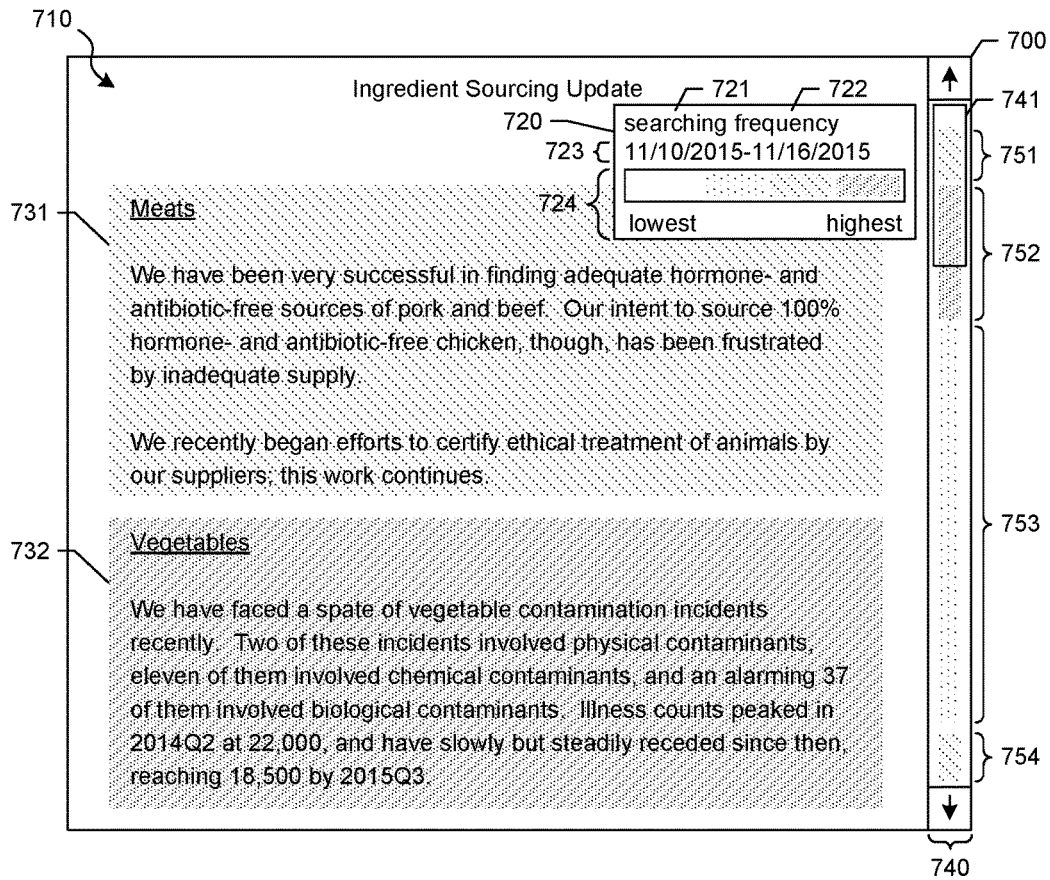 710
700
Ingredient Sourcing Update
721
722
741
720
searching frequency
723
11/10/2015-11/16/2015
751
724
lowest
highest
731
Meats
752
We have been very successful in finding adequate hormone- and
antibiotic-free sources of pork and beef. Our intent to source 100%
hormone- and antibiotic-free chicken, though, has been frustrated
by inadequate supply.
We recently began efforts to certify ethical treatment of animals by
our suppliers; this work continues.
753
732
Vegetables
We have faced a spate of vegetable contamination incidents
recently. Two of these incidents involved physical contaminants,
eleven of them involved chemical contaminants, and an alarming 37
of them involved biological contaminants. Illness counts peaked in
2014Q2 at 22,000, and have slowly but steadily receded since then,
reaching 18,500 by 2015Q3.
754
740